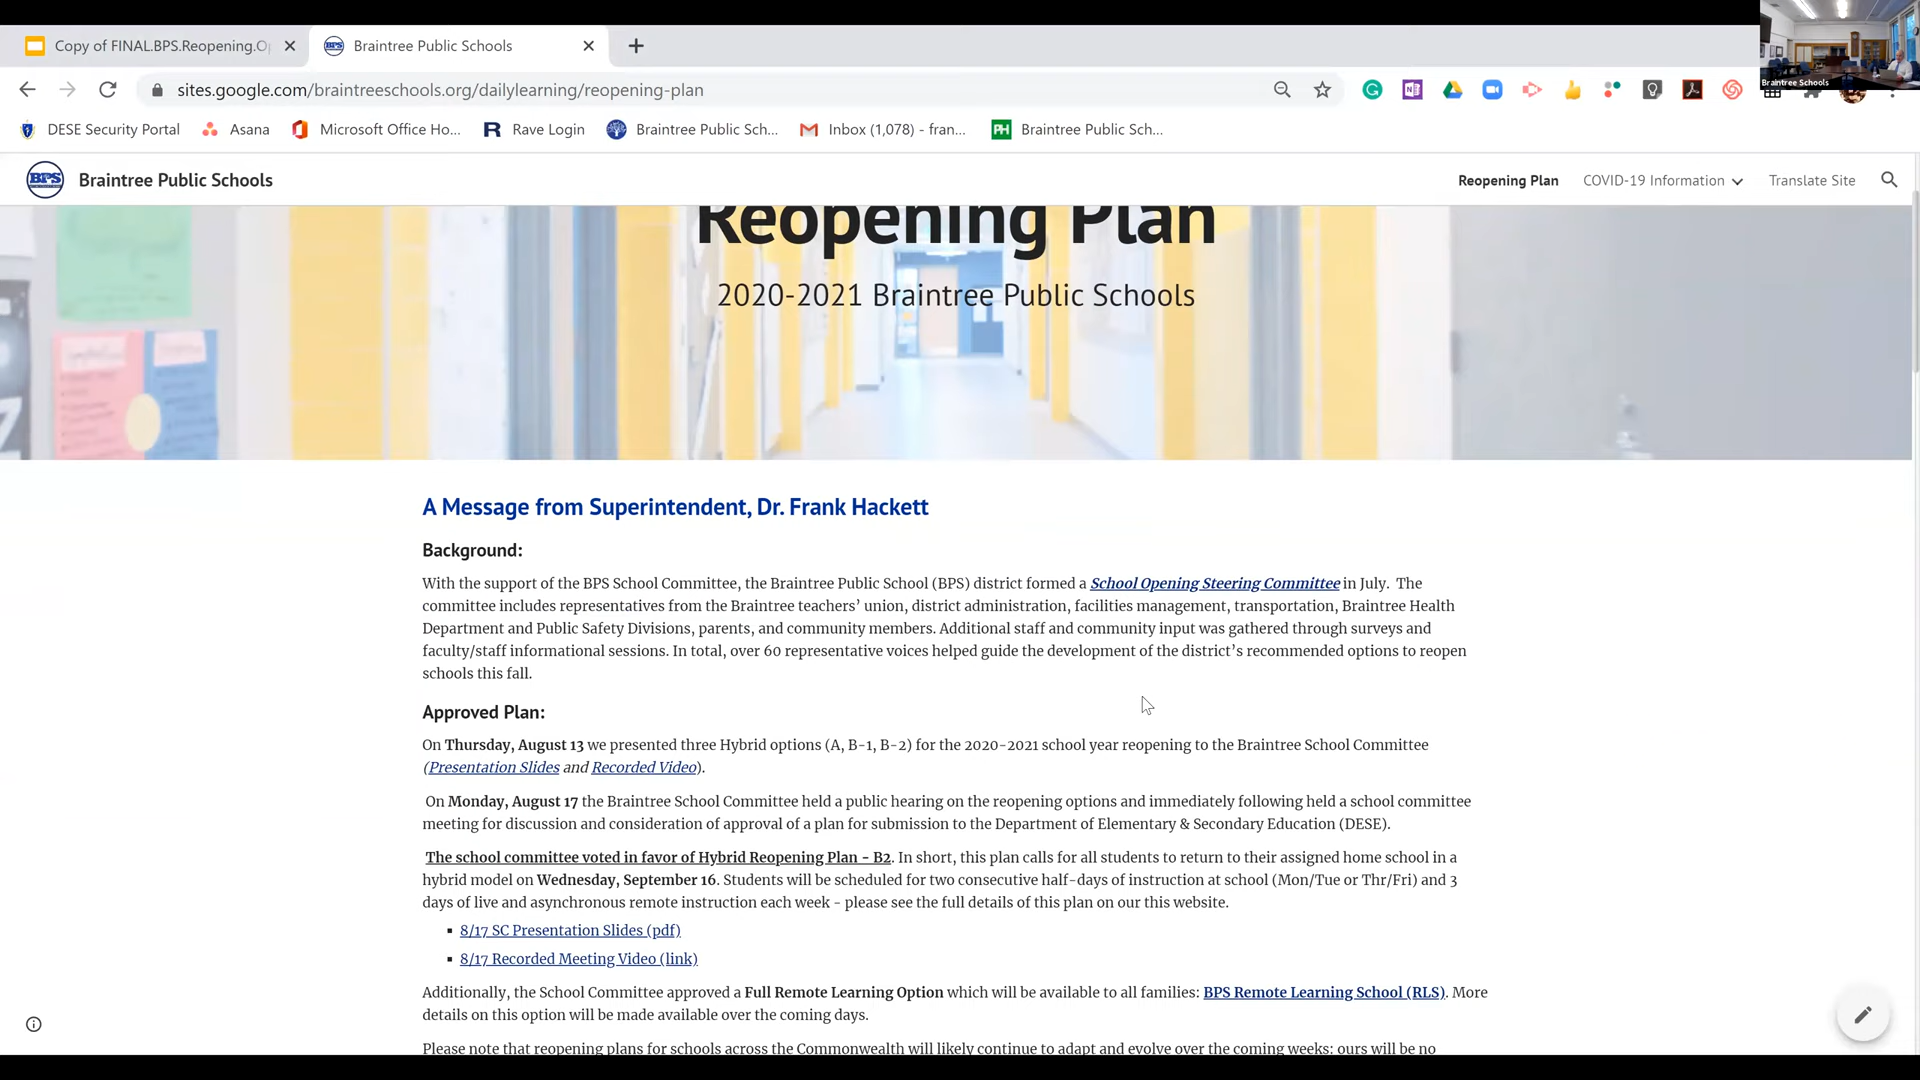 Copy of FINAL.BPS.Reopening.Op
Braintree Public Schools
sites.google.com/braintreeschools.org/dailylearning/reopening-plan
Braintree Schools
DESE Security Portal
Asana
Microsoft Office Ho...
Rave Login
Braintree Public Sch...
Inbox (1,078) - fran...
PH
Braintree Public Sch...
BPS
Braintree Public Schools
Reopening Plan
COVID-19 Information
Translate Site
Reopening Plan
2020-2021 Braintree Public Schools
A Message from Superintendent, Dr. Frank Hackett
Background:
With the support of the BPS School Committee, the Braintree Public School (BPS) district formed a School Opening Steering Committee in July. The
committee includes representatives from the Braintree teachers’ union, district administration, facilities management, transportation, Braintree Health
Department and Public Safety Divisions, parents, and community members. Additional staff and community input was gathered through surveys and
faculty/staff informational sessions. In total, over 60 representative voices helped guide the development of the district’s recommended options to reopen
schools this fall.
Approved Plan:
On Thursday, August 13 we presented three Hybrid options (A, B-1, B-2) for the 2020-2021 school year reopening to the Braintree School Committee
(Presentation Slides and Recorded Video).
On Monday, August 17 the Braintree School Committee held a public hearing on the reopening options and immediately following held a school committee
meeting for discussion and consideration of approval of a plan for submission to the Department of Elementary & Secondary Education (DESE).
The school committee voted in favor of Hybrid Reopening Plan - B2. In short, this plan calls for all students to return to their assigned home school in a
hybrid model on Wednesday, September 16. Students will be scheduled for two consecutive half-days of instruction at school (Mon/Tue or Thr/Fri) and 3
days of live and asynchronous remote instruction each week - please see the full details of this plan on our this website.
▪ 8/17 SC Presentation Slides (pdf)
▪ 8/17 Recorded Meeting Video (link)
Additionally, the School Committee approved a Full Remote Learning Option which will be available to all families: BPS Remote Learning School (RLS). More
details on this option will be made available over the coming days.
Please note that reopening plans for schools across the Commonwealth will likely continue to adapt and evolve over the coming weeks; ours will be no